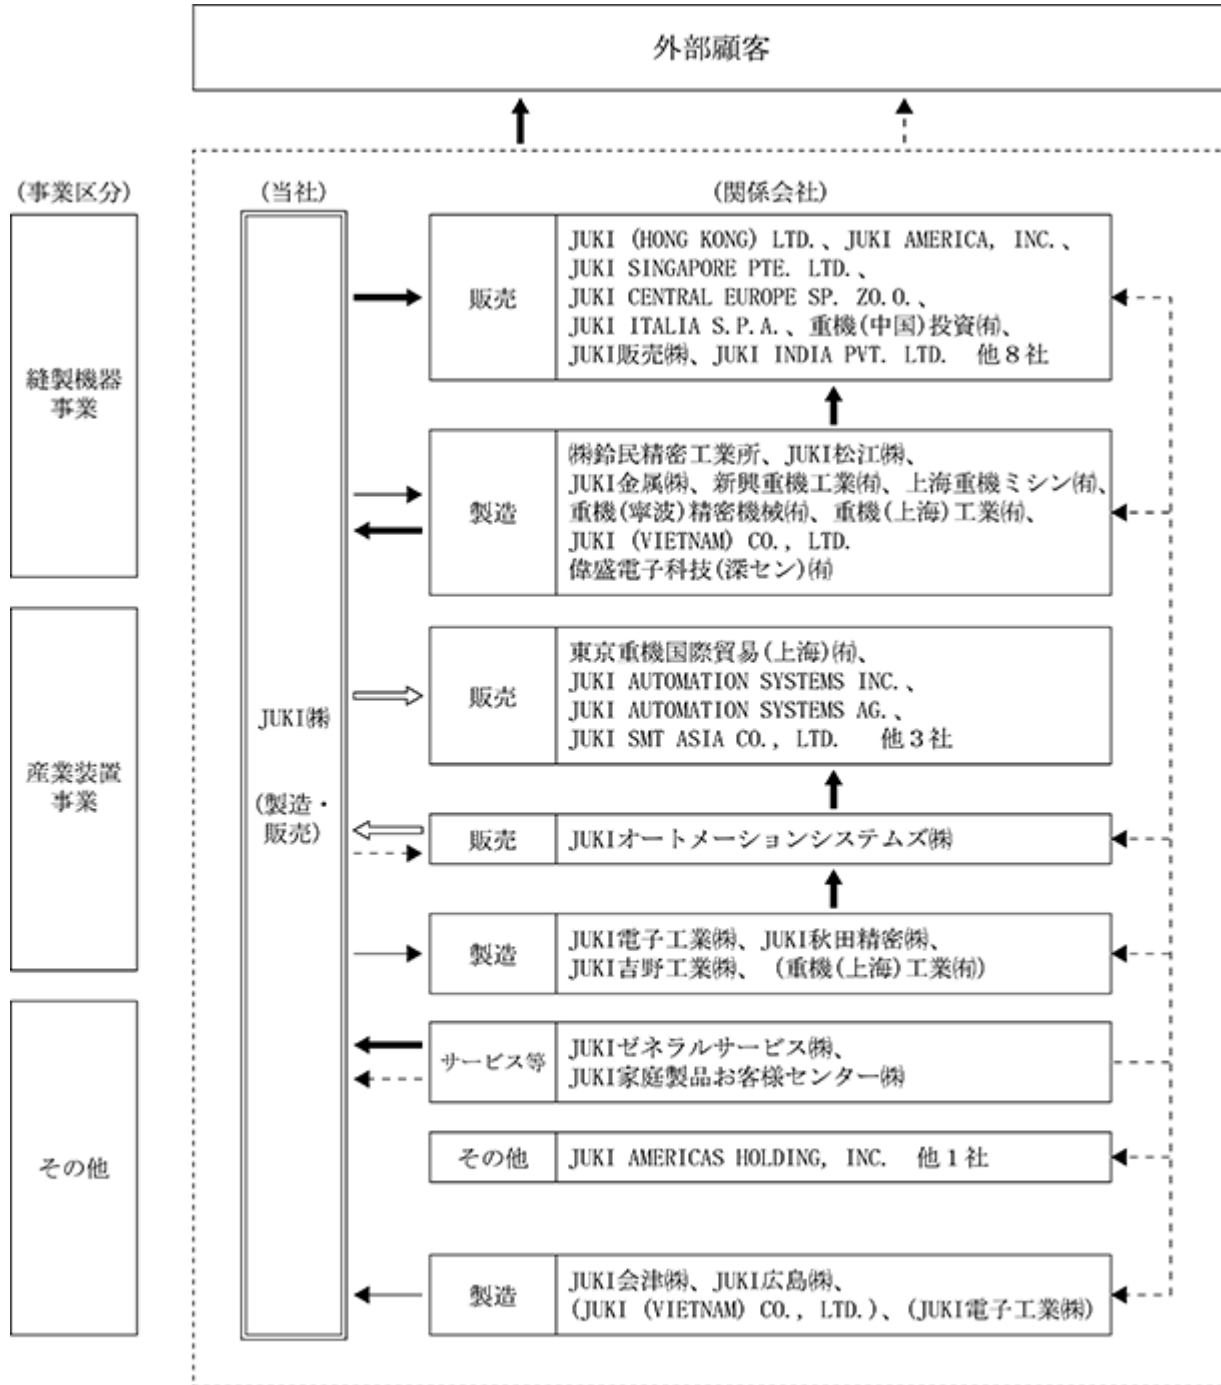 外部顧客
(事業区分)
(当社)
(関係会社)
縫製機器
事業
産業装置
事業
その他
JUKI㈱
(製造・
販売)
販売
JUKI (HONG KONG) LTD.、JUKI AMERICA, INC.、
JUKI SINGAPORE PTE. LTD.、
JUKI CENTRAL EUROPE SP. ZO.O.、
JUKI ITALIA S.P.A.、重機(中国)投資㈲、
JUKI販売㈱、JUKI INDIA PVT. LTD. 他８社
製造
㈱鈴民精密工業所、JUKI松江㈱、
JUKI金属㈱、新興重機工業㈲、上海重機ミシン㈲、
重機(寧波)精密機械㈲、重機(上海)工業㈲、
JUKI (VIETNAM) CO., LTD.
偉盛電子科技(深セン)㈲
販売
東京重機国際貿易(上海)㈲、
JUKI AUTOMATION SYSTEMS INC.、
JUKI AUTOMATION SYSTEMS AG.、
JUKI SMT ASIA CO., LTD. 他３社
販売
JUKIオートメーションシステムズ㈱
製造
JUKI電子工業㈱、JUKI秋田精密㈱、
JUKI吉野工業㈱、(重機(上海)工業㈲)
サービス等
JUKIゼネラルサービス㈱、
JUKI家庭製品お客様センター㈱
その他
JUKI AMERICAS HOLDING, INC. 他１社
製造
JUKI会津㈱、JUKI広島㈱、
(JUKI (VIETNAM) CO., LTD.)、(JUKI電子工業㈱)